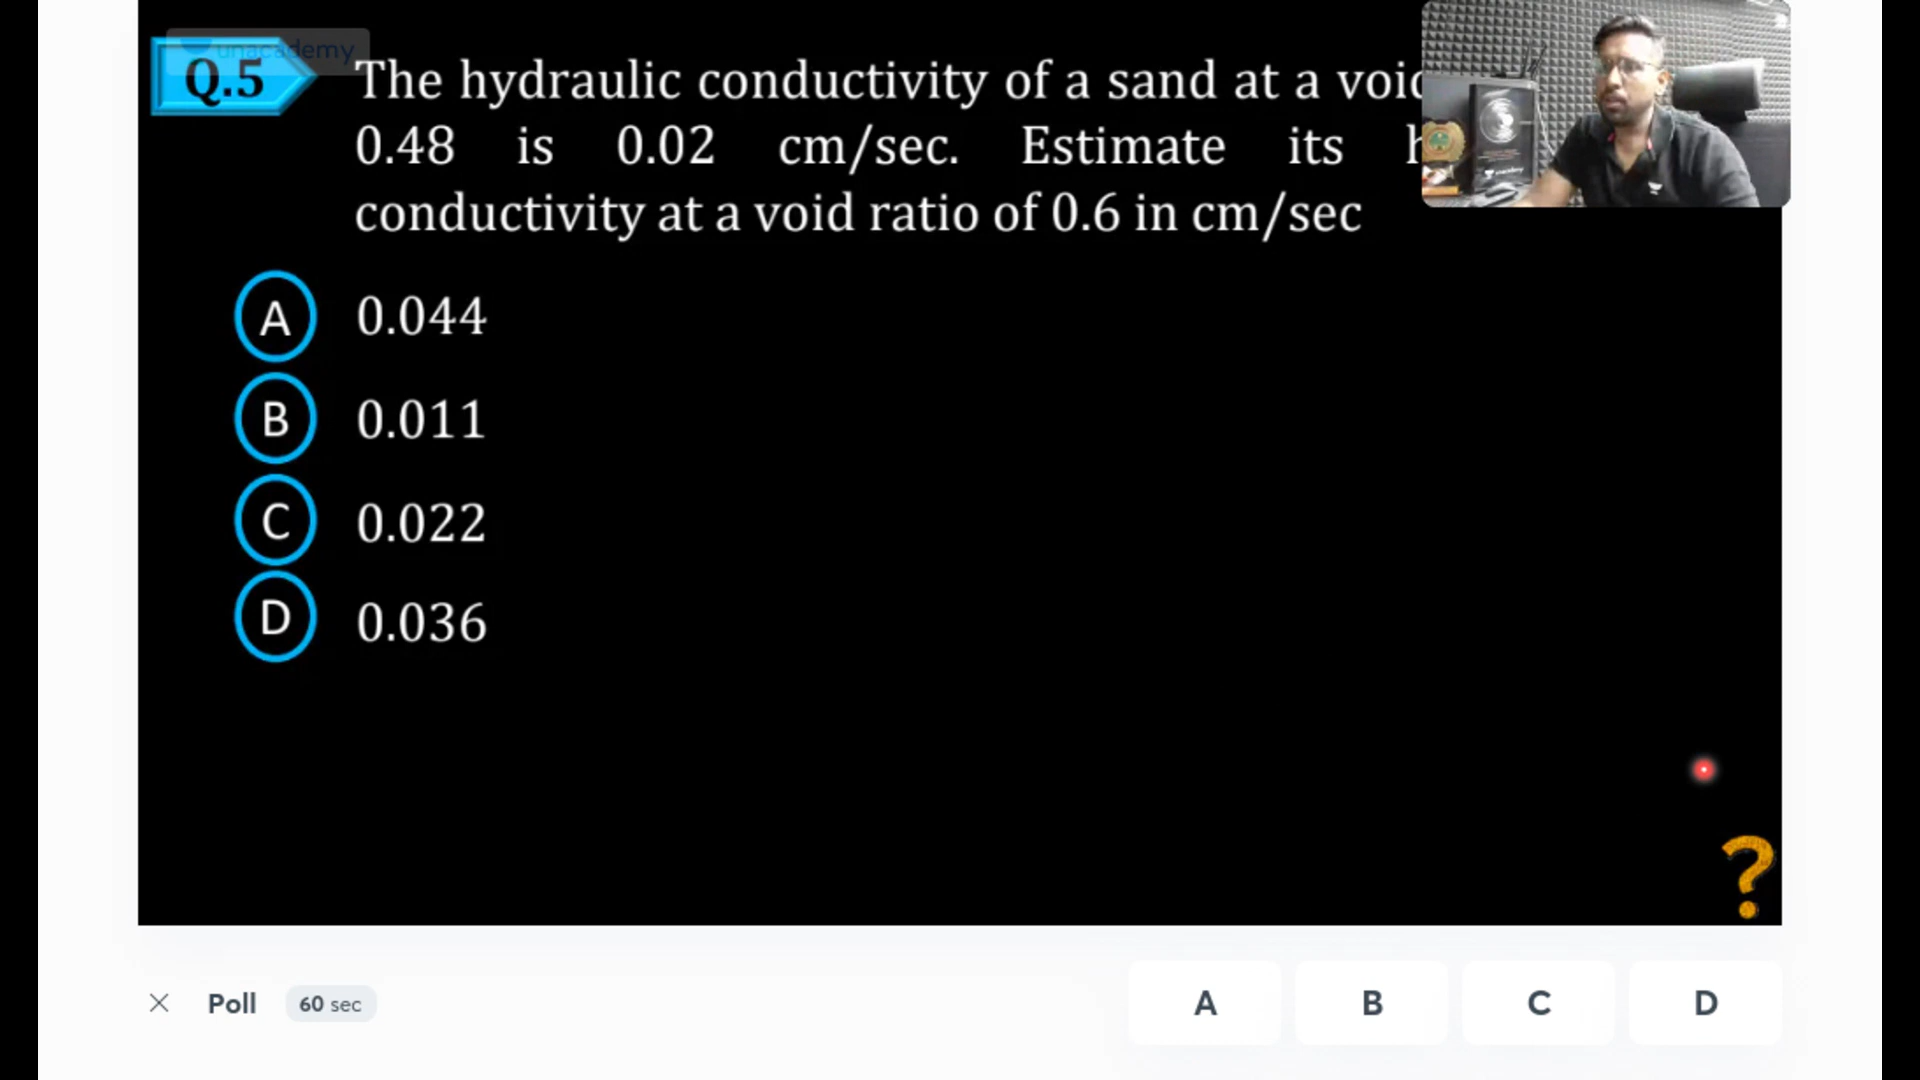 unacademy
Q.5
The hydraulic conductivity of a sand at a
0.48 is 0.02 cm/sec. Estimate its
conductivity at a void ratio of 0.6 in cm/sec
A 0.044
B 0.011
C 0.022
D 0.036
?
Poll 60 sec A B C D